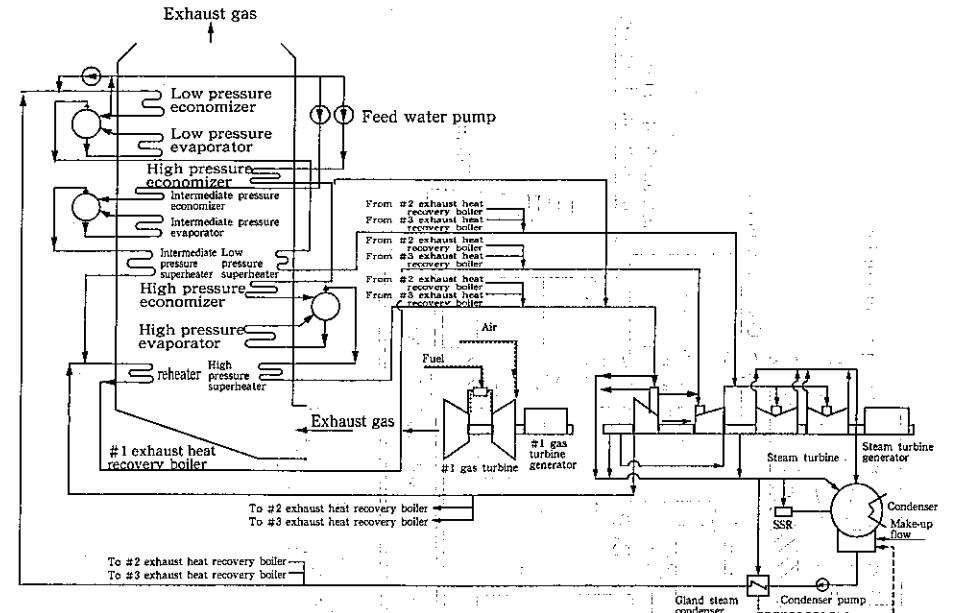 Exhaust gas
Low pressure
economizer
Feed water pump
Low pressure
evaporator
High pressure
economizer
Intermediate pressure
economizer
Intermediate pressure
evaporator
Intermediate
pressure
superheater
Low
pressure
superheater
High pressure
economizer
High pressure
evaporator
reheater
High
pressure
superheater
From #2 exhaust heat
recovery boiler
From #3 exhaust heat
recovery boiler
From #2 exhaust heat
recovery boiler
From #3 exhaust heat
recovery boiler
From #2 exhaust heat
recovery boiler
From #3 exhaust heat
recovery boiler
Air
Fuel
Exhaust gas
#1 exhaust heat
recovery boiler
#1 gas turbine
#1 gas
turbine
generator
Steam turbine
Steam turbine
generator
To #2 exhaust heat recovery boiler
To #3 exhaust heat recovery boiler
SSR
Condenser
Make-up
flow
To #2 exhaust heat recovery boiler
To #3 exhaust heat recovery boiler
Gland steam
condenser
Condenser pump